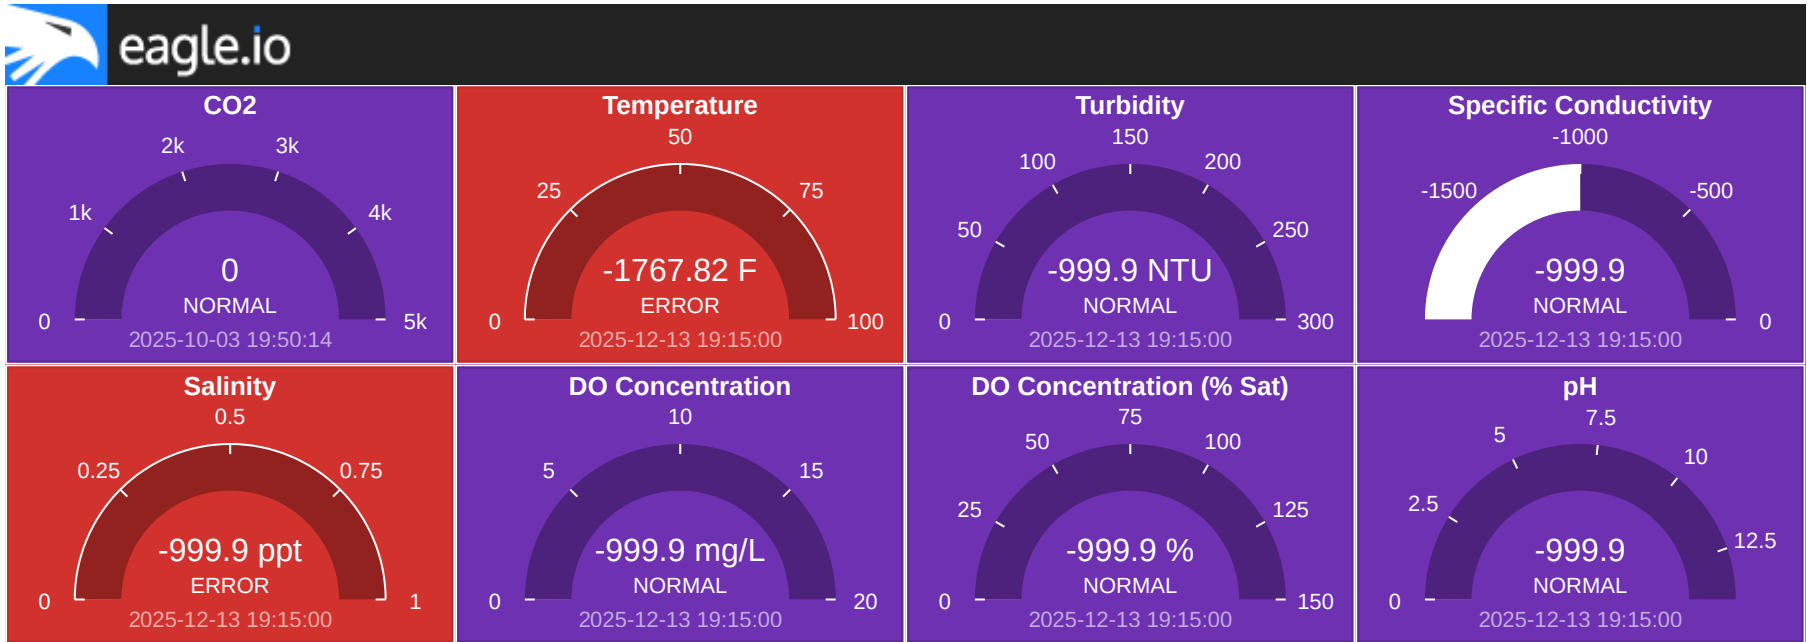 eagle.io
CO2
2k
3k
1k
4k
0
NORMAL
0
5k
2025-10-03 19:50:14
Temperature
50
25
75
-1767.82 F
ERROR
0
100
2025-12-13 19:15:00
Turbidity
150
100
200
50
250
-999.9 NTU
NORMAL
0
300
2025-12-13 19:15:00
Specific Conductivity
-1000
-1500
-500
-999.9
NORMAL
0
2025-12-13 19:15:00
Salinity
0.5
0.25
0.75
-999.9 ppt
ERROR
0
1
2025-12-13 19:15:00
DO Concentration
10
5
15
-999.9 mg/L
NORMAL
0
20
2025-12-13 19:15:00
DO Concentration (% Sat)
75
50
100
25
125
-999.9 %
NORMAL
0
150
2025-12-13 19:15:00
pH
7.5
5
10
2.5
12.5
-999.9
NORMAL
0
2025-12-13 19:15:00